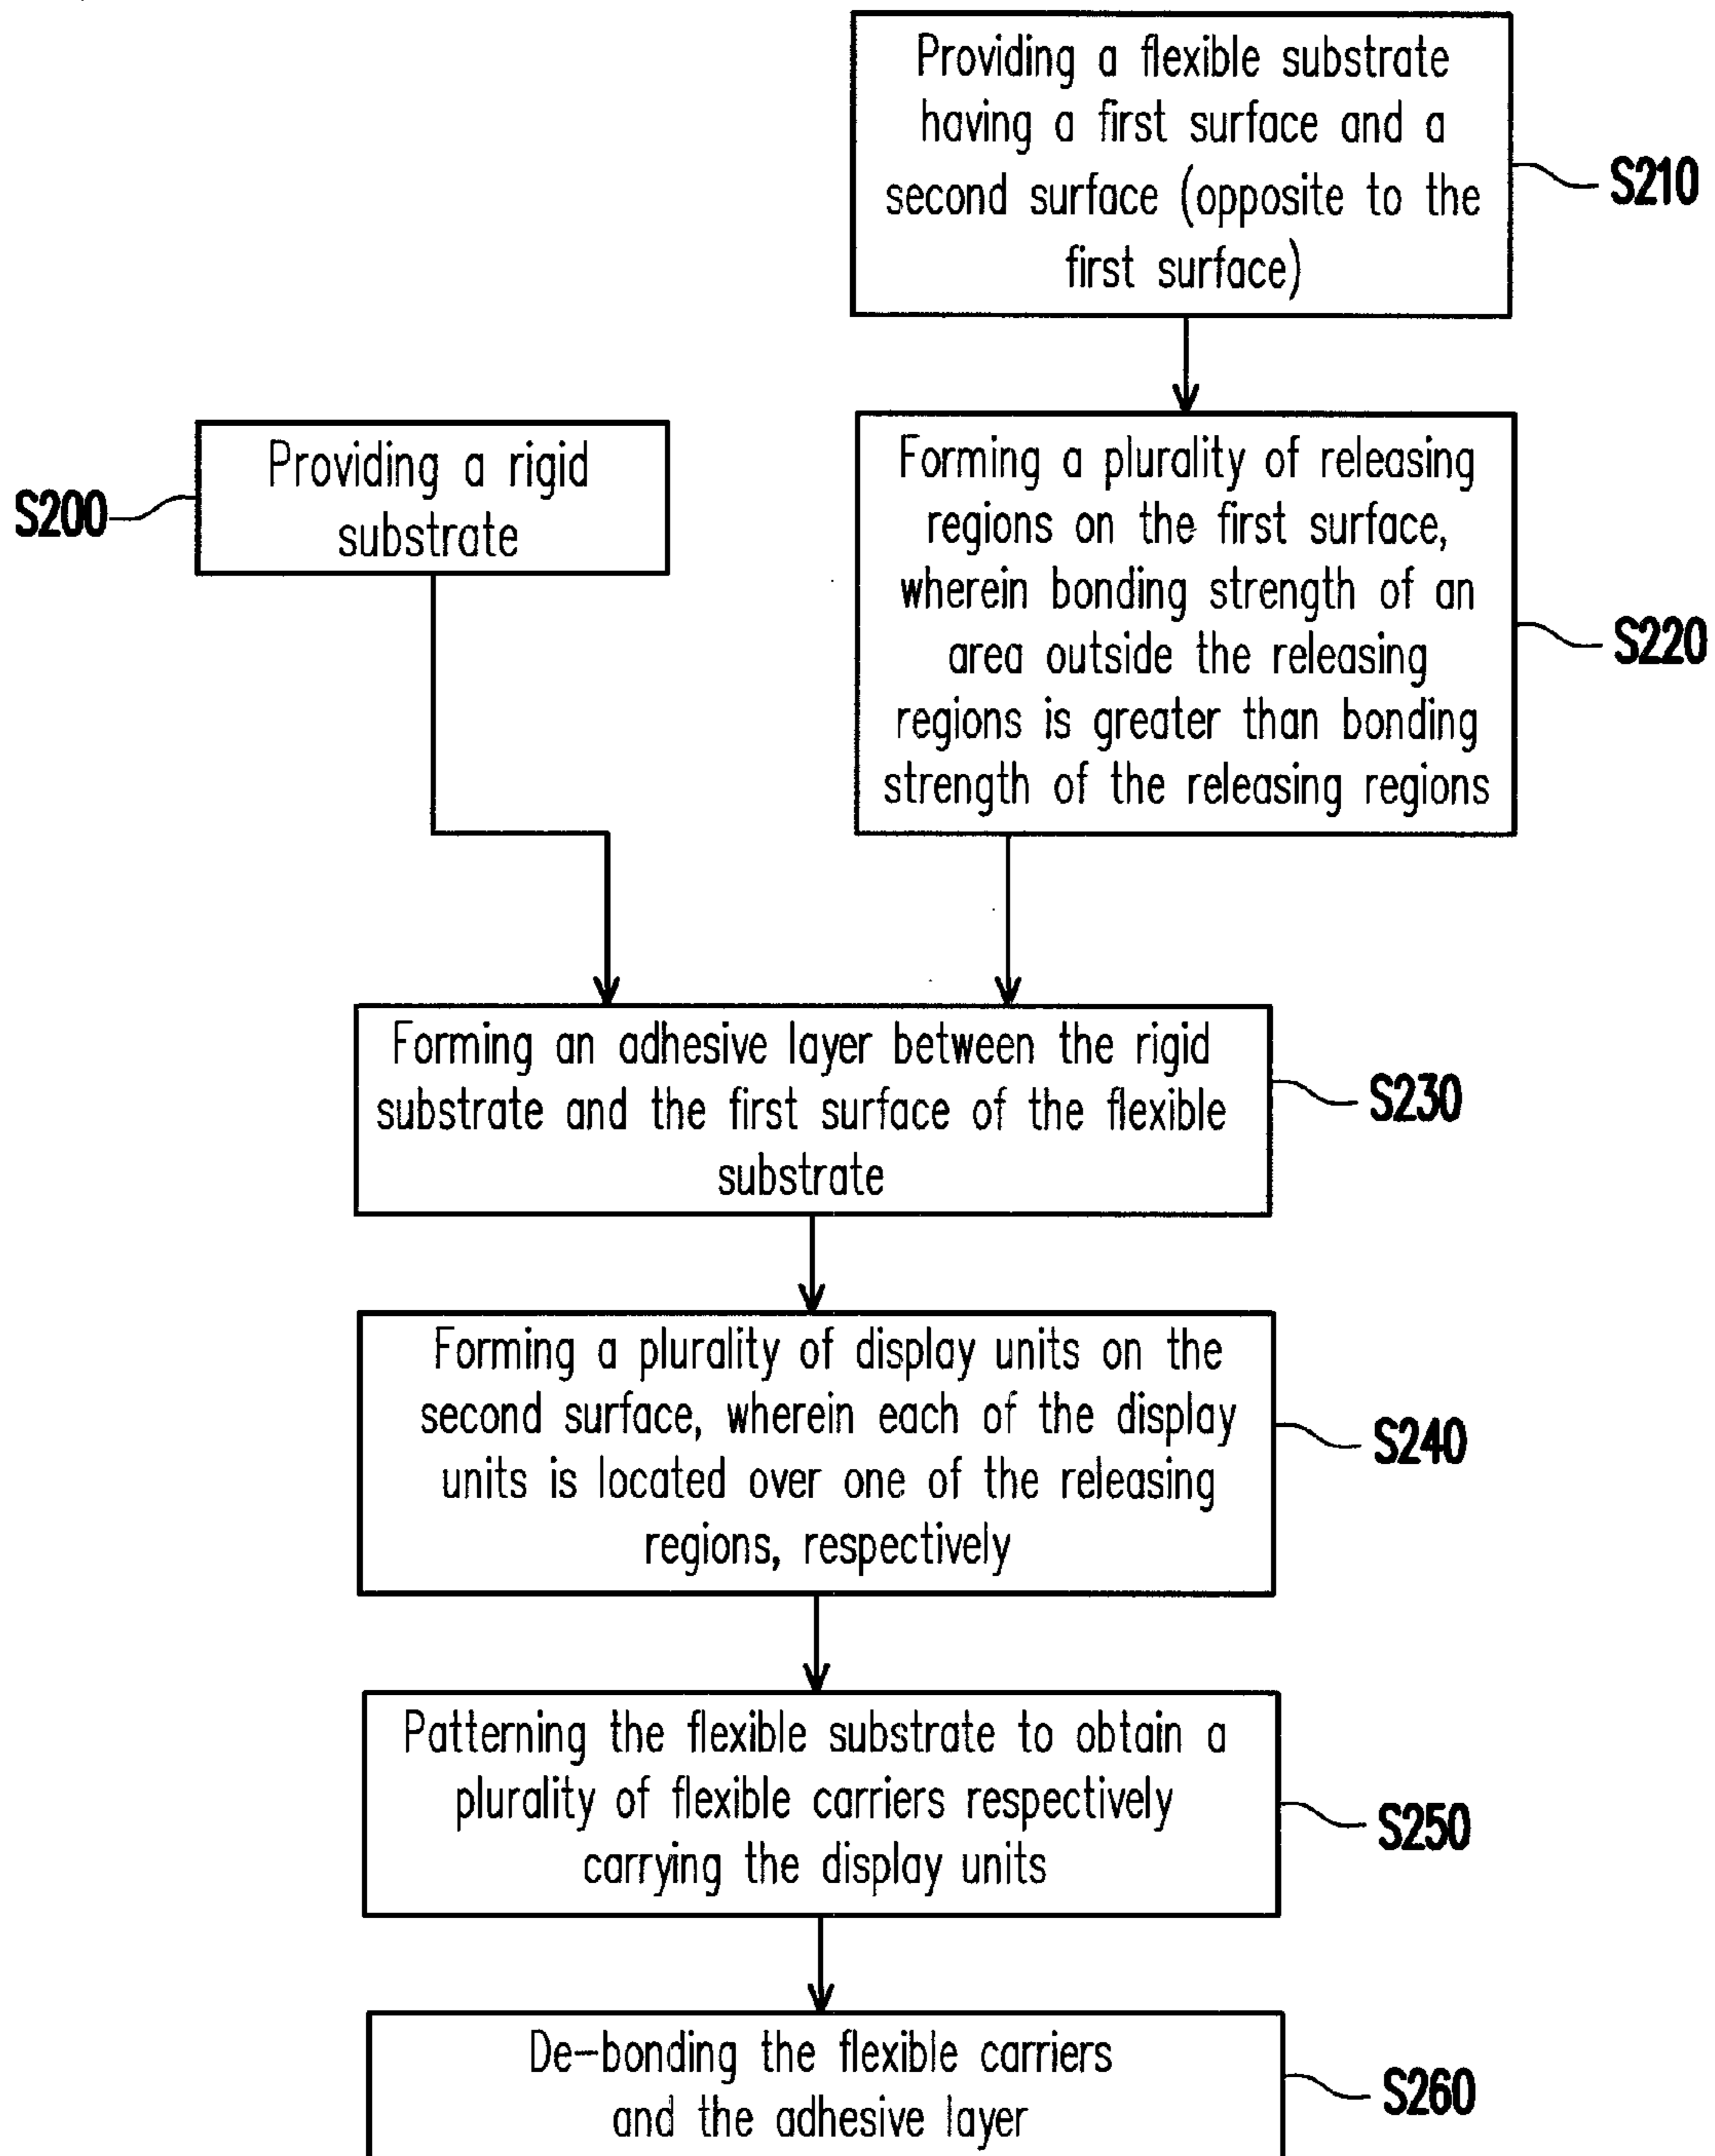 Providing a flexible substrate
having a first surface and a
second surface (opposite to the
first surface)
S210
Providing a rigid
substrate
S200
Forming a plurality of releasing
regions on the first surface,
wherein bonding strength of an
area outside the releasing
regions is greater than bonding
strength of the releasing regions
S220
Forming an adhesive layer between the rigid
substrate and the first surface of the flexible
substrate
S230
Forming a plurality of display units on the
second surface, wherein each of the display
units is located over one of the releasing
regions, respectively
S240
Patterning the flexible substrate to obtain a
plurality of flexible carriers respectively
carrying the display units
S250
De-bonding the flexible carriers
and the adhesive layer
S260